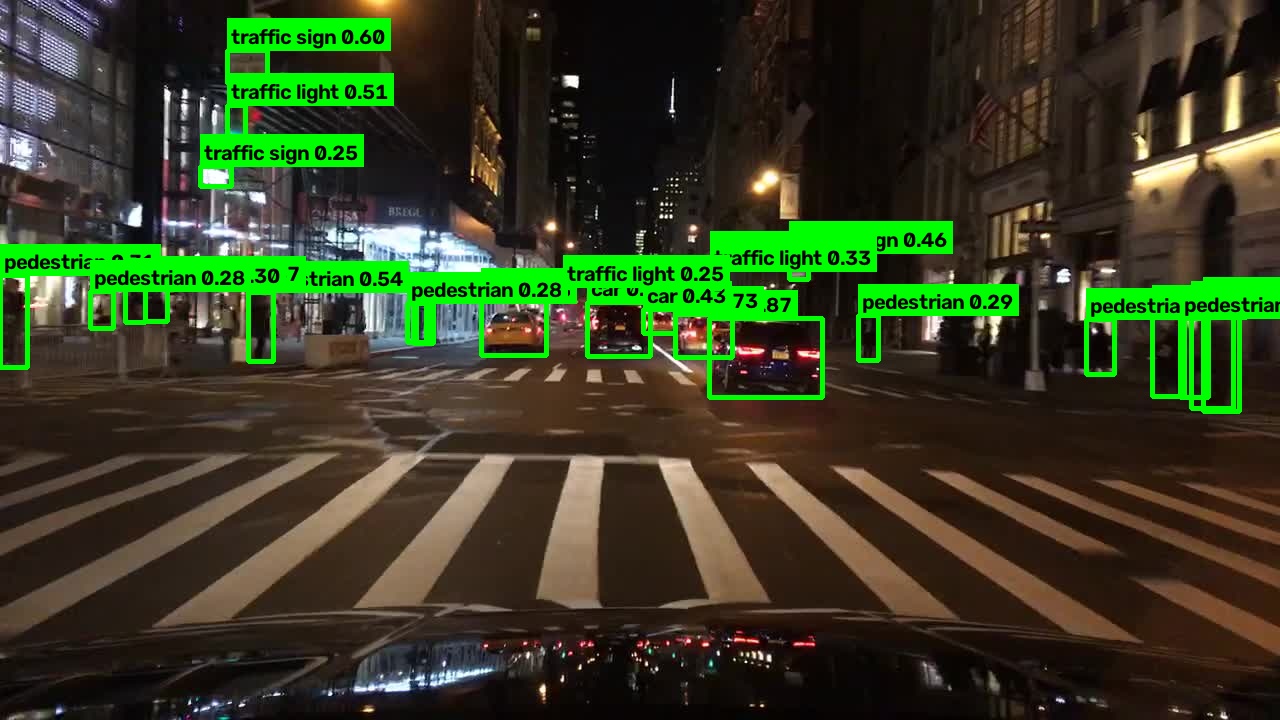 traffic sign 0.60
traffic light 0.51
traffic sign 0.25
BREGU
gn 0.46
traffic light 0.33
pedestrian 0.28
.30 7
strian 0.54
traffic light 0.25
pedestrian 0.28
car 0.
car 0.43
73
.87
pedestrian 0.29
pedestria
pedestrian